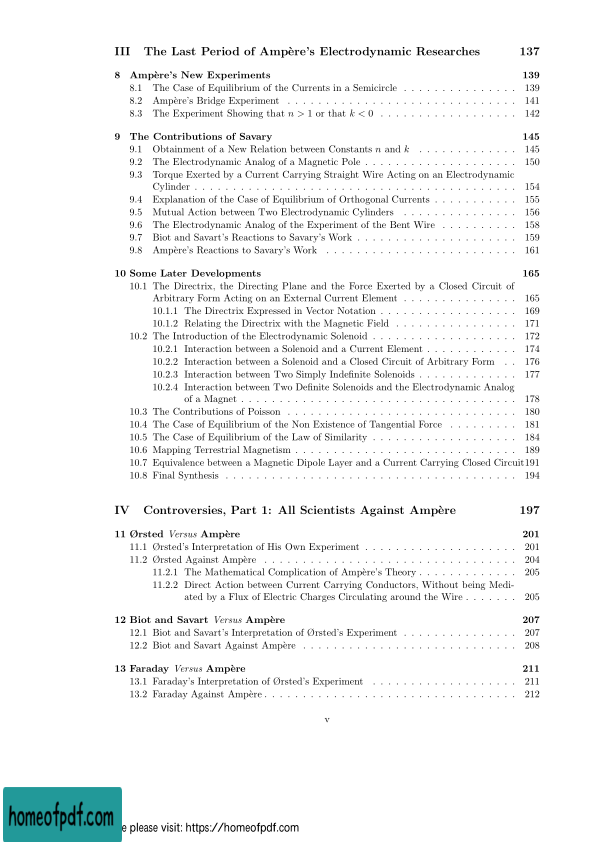 III The Last Period of Ampère's Electrodynamic Researches 137
8 Ampère's New Experiments 139
8.1 The Case of Equilibrium of the Currents in a Semicircle . . . . . . . . . . . . . . . 139
8.2 Ampère's Bridge Experiment . . . . . . . . . . . . . . . . . . . . . . . . . . . . . . 141
8.3 The Experiment Showing that n > 1 or that k < 0 . . . . . . . . . . . . . . . . . . 142
9 The Contributions of Savary 145
9.1 Obtainment of a New Relation between Constants n and k . . . . . . . . . . . . . 145
9.2 The Electrodynamic Analog of a Magnetic Pole . . . . . . . . . . . . . . . . . . . . 150
9.3 Torque Exerted by a Current Carrying Straight Wire Acting on an Electrodynamic
Cylinder . . . . . . . . . . . . . . . . . . . . . . . . . . . . . . . . . . . . . . . . . . 154
9.4 Explanation of the Case of Equilibrium of Orthogonal Currents . . . . . . . . . . . 155
9.5 Mutual Action between Two Electrodynamic Cylinders . . . . . . . . . . . . . . . 156
9.6 The Electrodynamic Analog of the Experiment of the Bent Wire . . . . . . . . . . 158
9.7 Biot and Savart's Reactions to Savary's Work . . . . . . . . . . . . . . . . . . . . . 159
9.8 Ampère's Reactions to Savary's Work . . . . . . . . . . . . . . . . . . . . . . . . . 161
10 Some Later Developments 165
10.1 The Directrix, the Directing Plane and the Force Exerted by a Closed Circuit of
Arbitrary Form Acting on an External Current Element . . . . . . . . . . . . . . . 165
10.1.1 The Directrix Expressed in Vector Notation . . . . . . . . . . . . . . . . . . 169
10.1.2 Relating the Directrix with the Magnetic Field . . . . . . . . . . . . . . . . 171
10.2 The Introduction of the Electrodynamic Solenoid . . . . . . . . . . . . . . . . . . . 172
10.2.1 Interaction between a Solenoid and a Current Element . . . . . . . . . . . . 174
10.2.2 Interaction between a Solenoid and a Closed Circuit of Arbitrary Form . . 176
10.2.3 Interaction between Two Simply Indefinite Solenoids . . . . . . . . . . . . . 177
10.2.4 Interaction between Two Definite Solenoids and the Electrodynamic Analog
of a Magnet . . . . . . . . . . . . . . . . . . . . . . . . . . . . . . . . . . . . 178
10.3 The Contributions of Poisson . . . . . . . . . . . . . . . . . . . . . . . . . . . . . . 180
10.4 The Case of Equilibrium of the Non Existence of Tangential Force . . . . . . . . . 181
10.5 The Case of Equilibrium of the Law of Similarity . . . . . . . . . . . . . . . . . . . 184
10.6 Mapping Terrestrial Magnetism . . . . . . . . . . . . . . . . . . . . . . . . . . . . . 189
10.7 Equivalence between a Magnetic Dipole Layer and a Current Carrying Closed Circuit191
10.8 Final Synthesis . . . . . . . . . . . . . . . . . . . . . . . . . . . . . . . . . . . . . . 194
IV Controversies, Part 1: All Scientists Against Ampère 197
11 Ørsted Versus Ampère 201
11.1 Ørsted's Interpretation of His Own Experiment . . . . . . . . . . . . . . . . . . . . 201
11.2 Ørsted Against Ampère . . . . . . . . . . . . . . . . . . . . . . . . . . . . . . . . . 204
11.2.1 The Mathematical Complication of Ampère's Theory . . . . . . . . . . . . . 205
11.2.2 Direct Action between Current Carrying Conductors, Without being Medi-
ated by a Flux of Electric Charges Circulating around the Wire . . . . . . . 205
12 Biot and Savart Versus Ampère 207
12.1 Biot and Savart's Interpretation of Ørsted's Experiment . . . . . . . . . . . . . . . 207
12.2 Biot and Savart Against Ampère . . . . . . . . . . . . . . . . . . . . . . . . . . . . 208
13 Faraday Versus Ampère 211
13.1 Faraday's Interpretation of Ørsted's Experiment . . . . . . . . . . . . . . . . . . . 211
13.2 Faraday Against Ampère . . . . . . . . . . . . . . . . . . . . . . . . . . . . . . . . . 212
v
homeofpdf.com
e please visit: https://homeofpdf.com